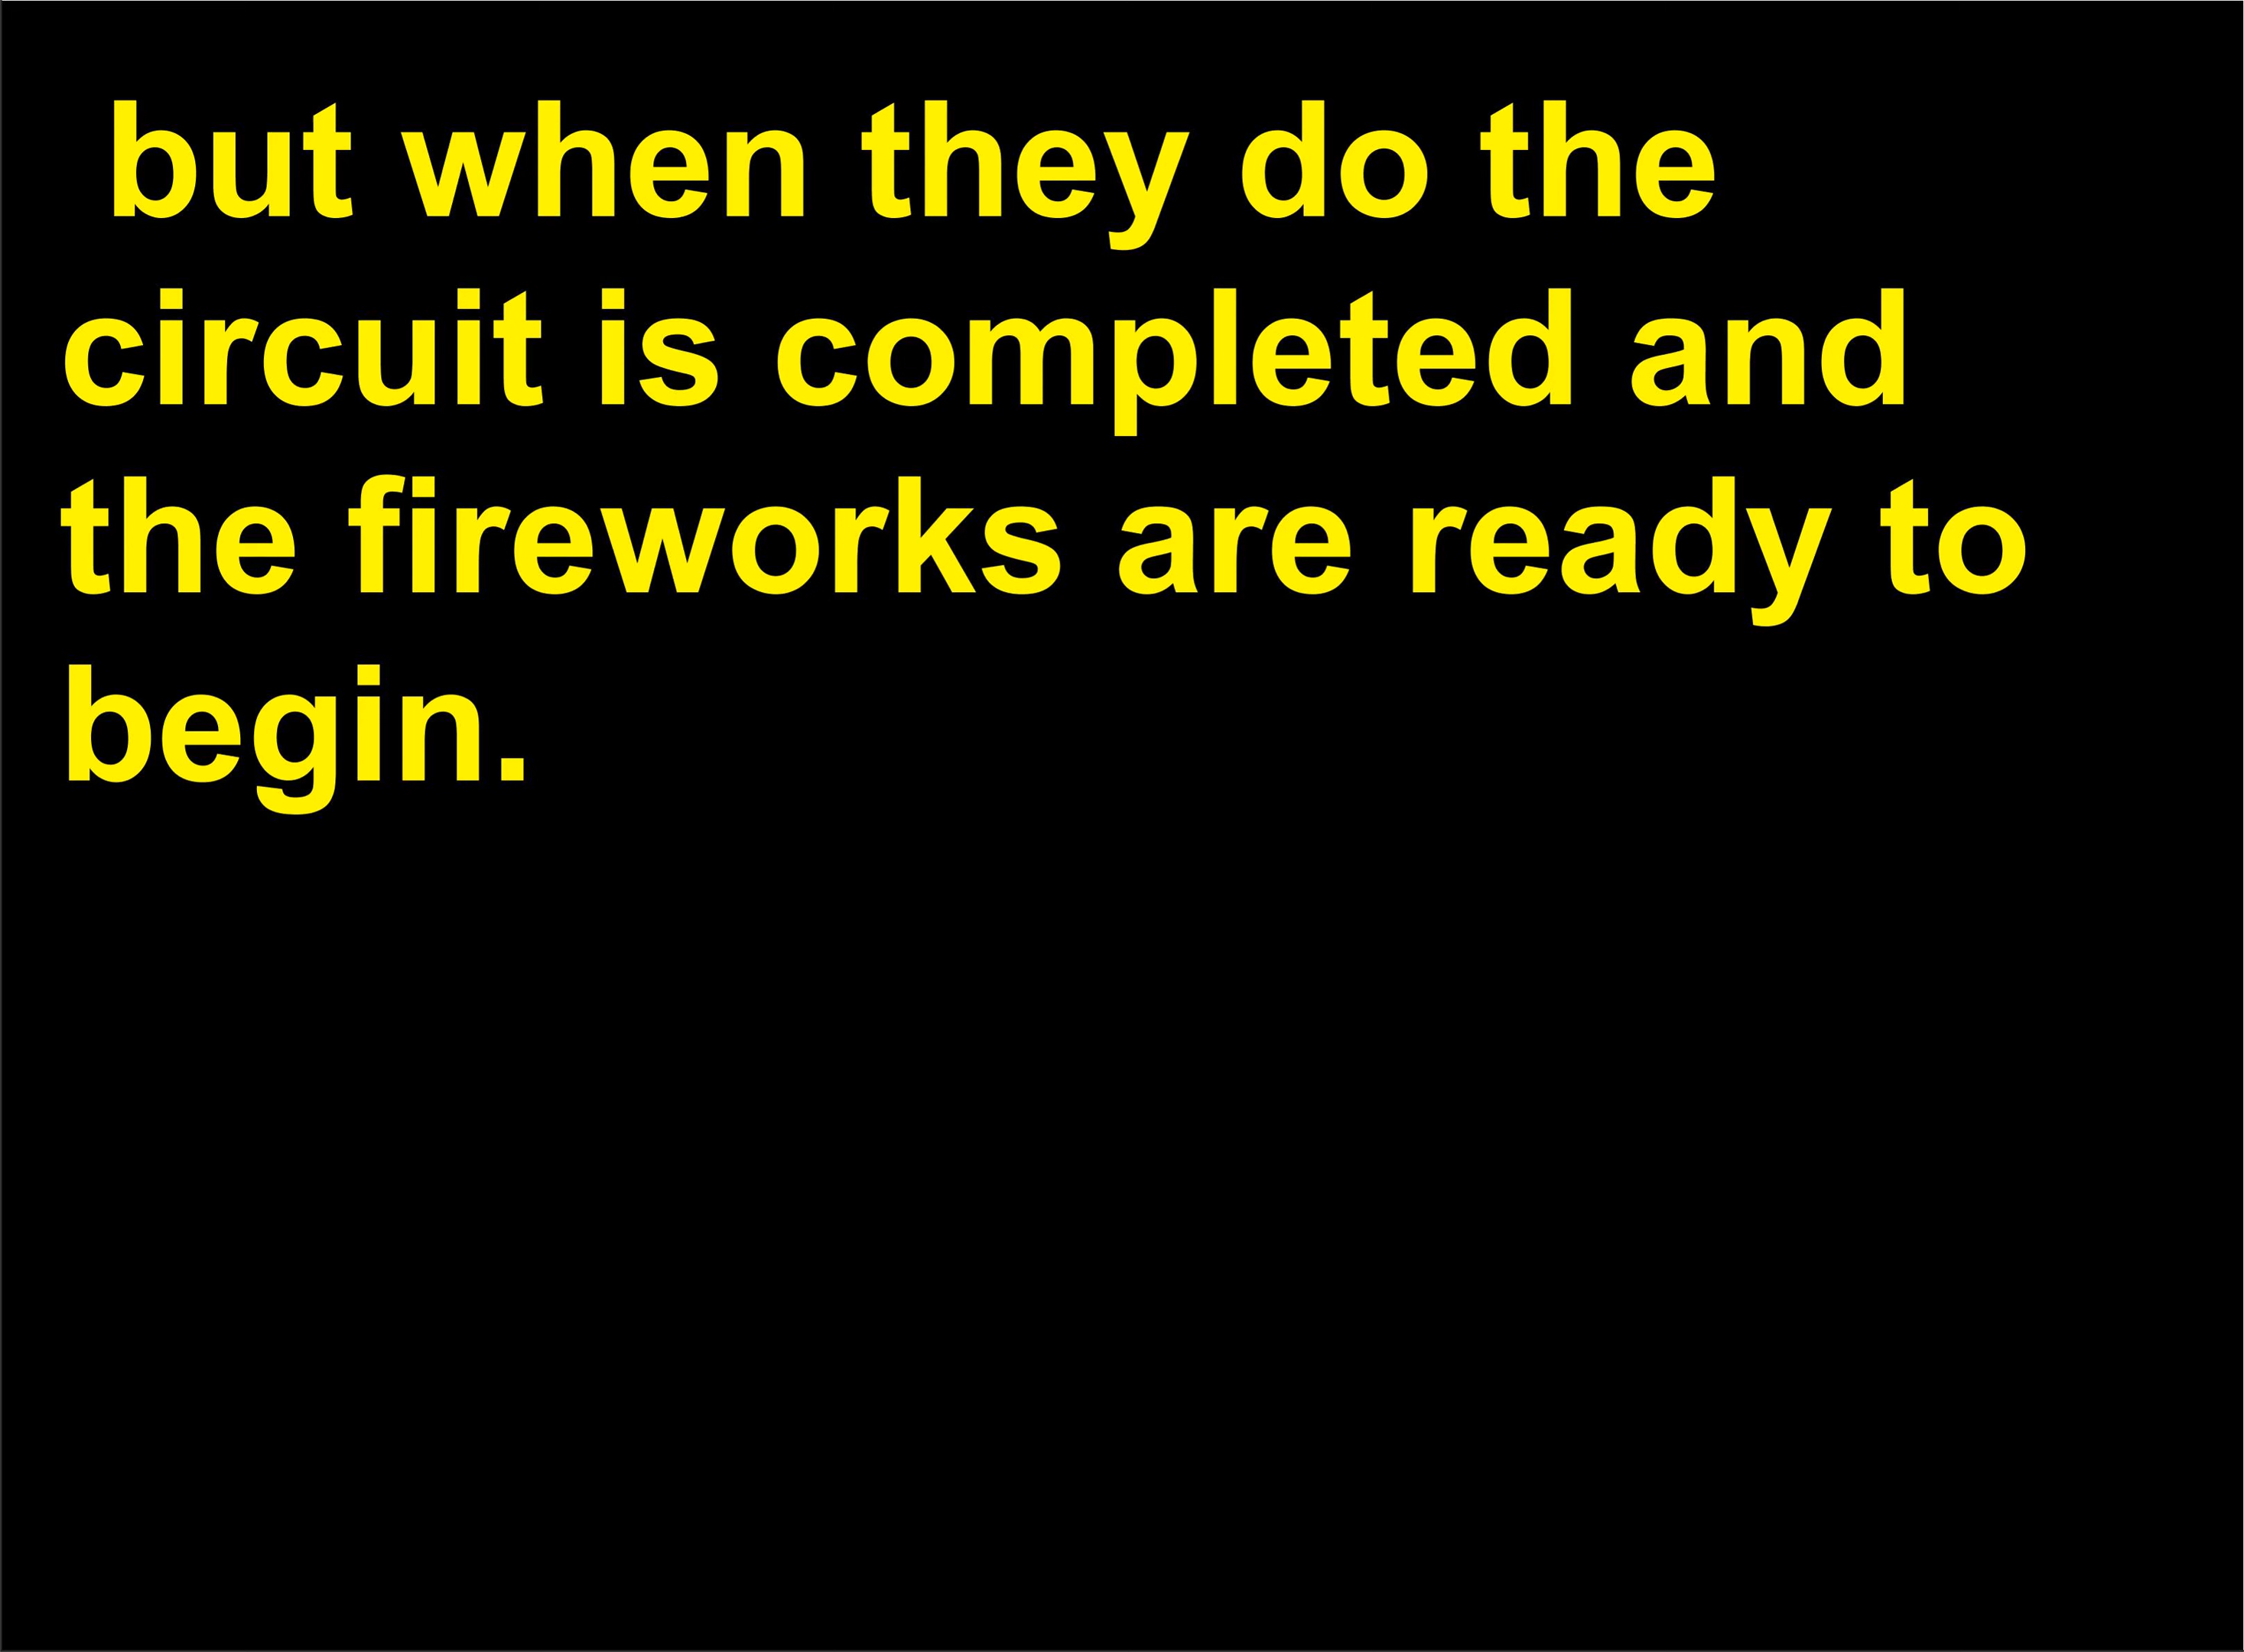 but when they do the
circuit is completed and
the fireworks are ready to
begin.